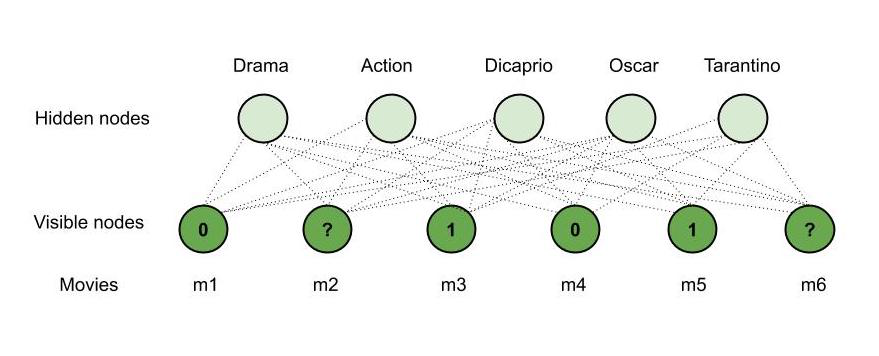 Drama Action Dicaprio Oscar Tarantino
Hidden nodes
Visible nodes 0 ? 1 0 1 ?
Movies m1 m2 m3 m4 m5 m6